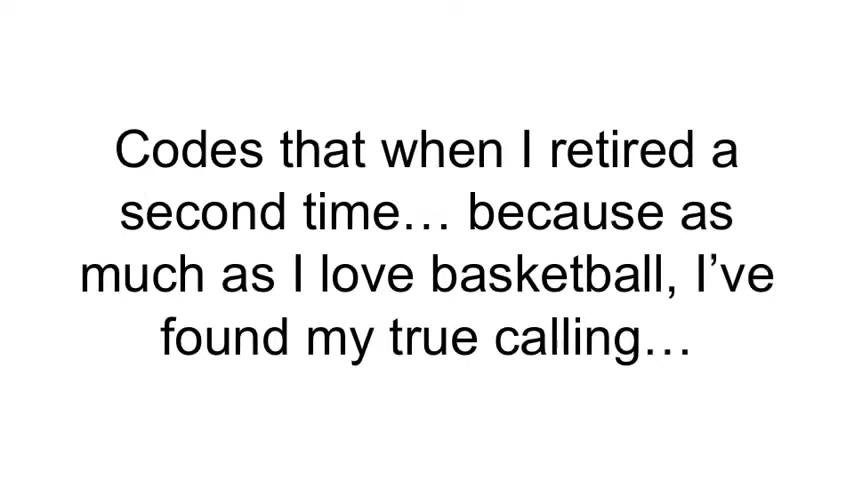 Codes that when I retired a
second time… because as
much as I love basketball, I’ve
found my true calling…